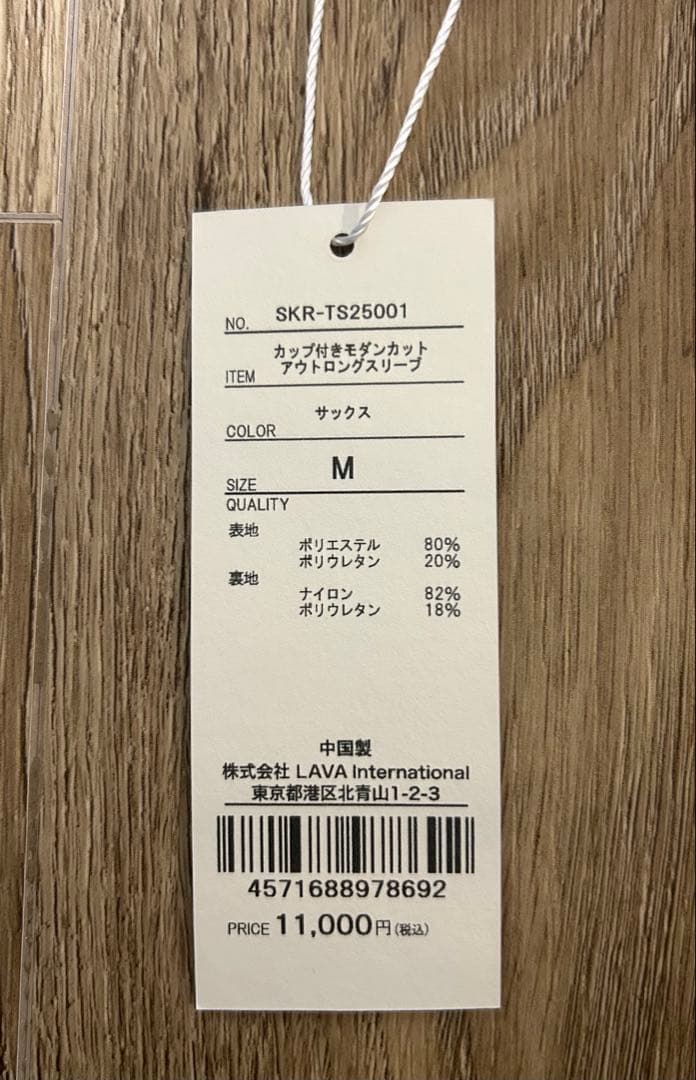 NO. SKR-TS25001
ITEM カップ付きモダンカット
アウトロングスリーブ
COLOR サックス
SIZE M
QUALITY
表地
ポリエステル 80%
ポリウレタン 20%
裏地
ナイロン 82%
ポリウレタン 18%
中国製
株式会社 LAVA International
東京都港区北青山1-2-3
4571688978692
PRICE 11,000円(税込)